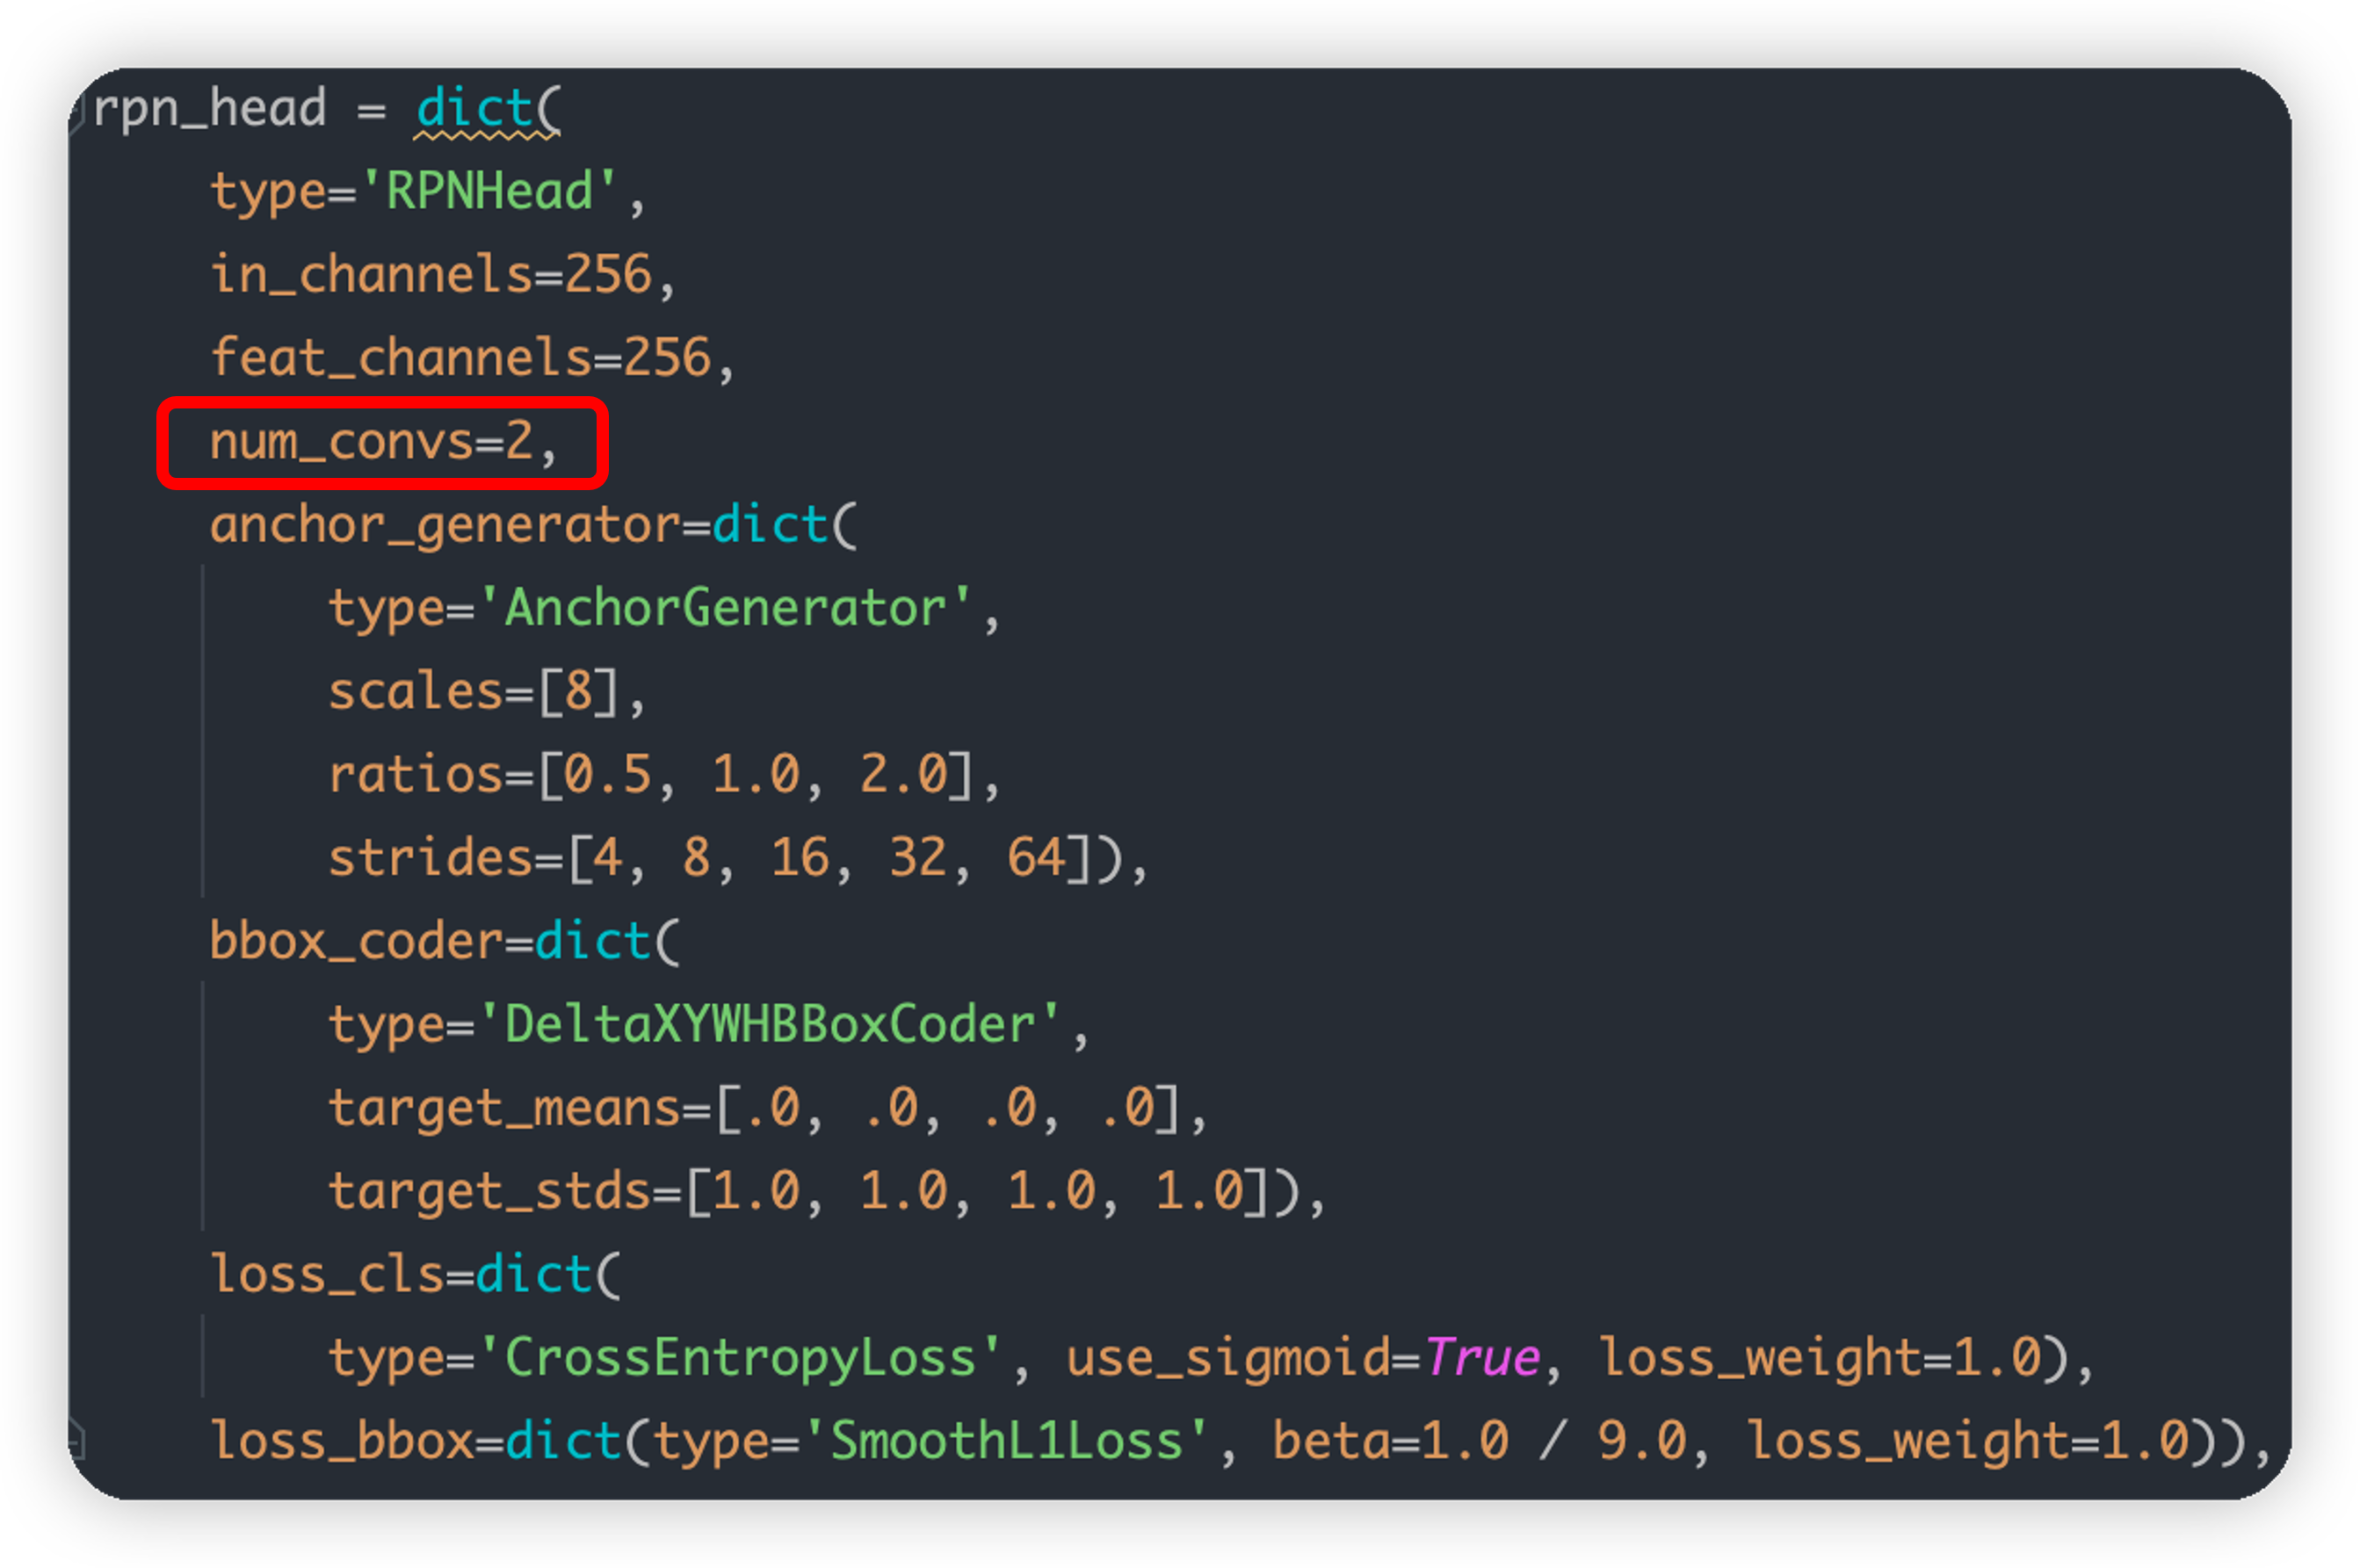 rpn_head = dict(
    type='RPNHead',
    in_channels=256,
    feat_channels=256,
    num_convs=2,
    anchor_generator=dict(
        type='AnchorGenerator',
        scales=[8],
        ratios=[0.5, 1.0, 2.0],
        strides=[4, 8, 16, 32, 64]),
    bbox_coder=dict(
        type='DeltaXYWHBBoxCoder',
        target_means=[.0, .0, .0, .0],
        target_stds=[1.0, 1.0, 1.0, 1.0]),
    loss_cls=dict(
        type='CrossEntropyLoss', use_sigmoid=True, loss_weight=1.0),
    loss_bbox=dict(type='SmoothL1Loss', beta=1.0 / 9.0, loss_weight=1.0)),